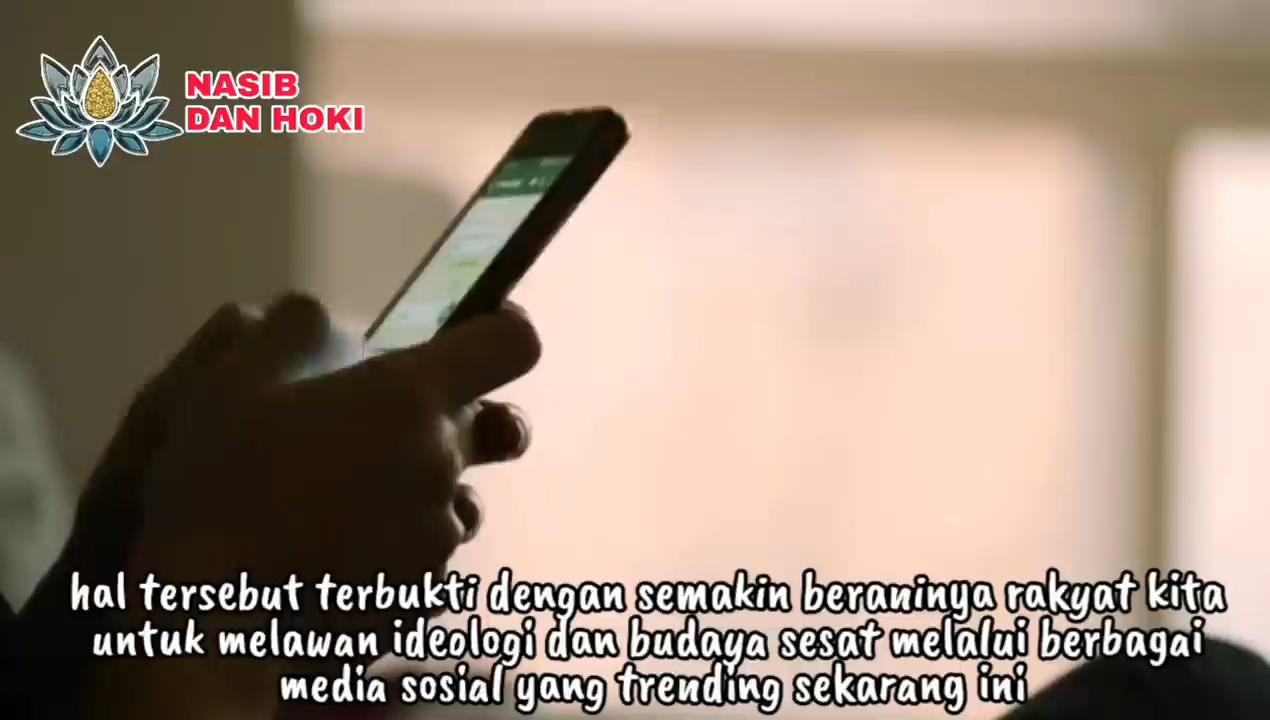 NASIB
DAN HOKI
hal tersebut terbukti dengan semakin beraninya rakyat kita
untuk melawan ideologi dan budaya sesat melalui berbagai
media sosial yang trending sekarang ini